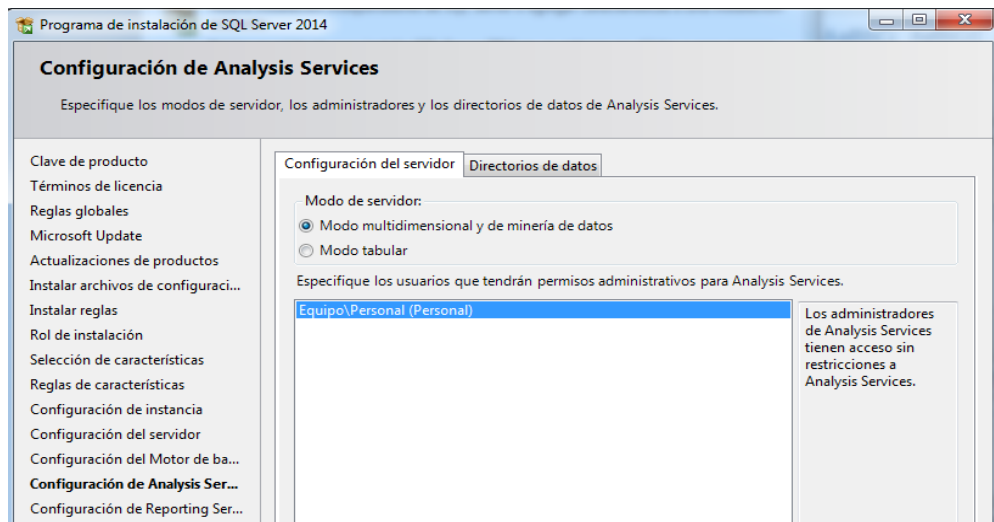 Programa de instalación de SQL Server 2014
Configuración de Analysis Services
Especifique los modos de servidor, los administradores y los directorios de datos de Analysis Services.
Clave de producto
Términos de licencia
Reglas globales
Microsoft Update
Actualizaciones de productos
Instalar archivos de configuraci...
Instalar reglas
Rol de instalación
Selección de características
Reglas de características
Configuración de instancia
Configuración del servidor
Configuración del Motor de ba...
Configuración de Analysis Ser...
Configuración de Reporting Ser...
Configuración del servidor
Directorios de datos
Modo de servidor:
Modo multidimensional y de minería de datos
Modo tabular
Especifique los usuarios que tendrán permisos administrativos para Analysis Services.
Equipo\Personal (Personal)
Los administradores
de Analysis Services
tienen acceso sin
restricciones a
Analysis Services.